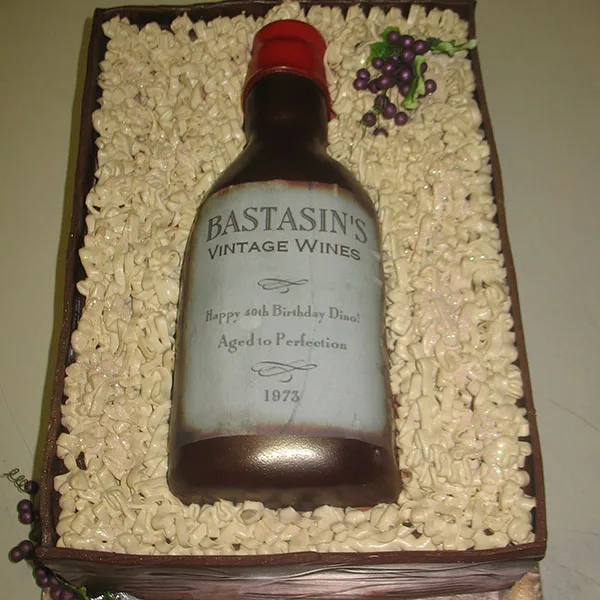 BASTASIN'S
VINTAGE WINES
Happy 40th Birthday Dino!
Aged to Perfection
1973